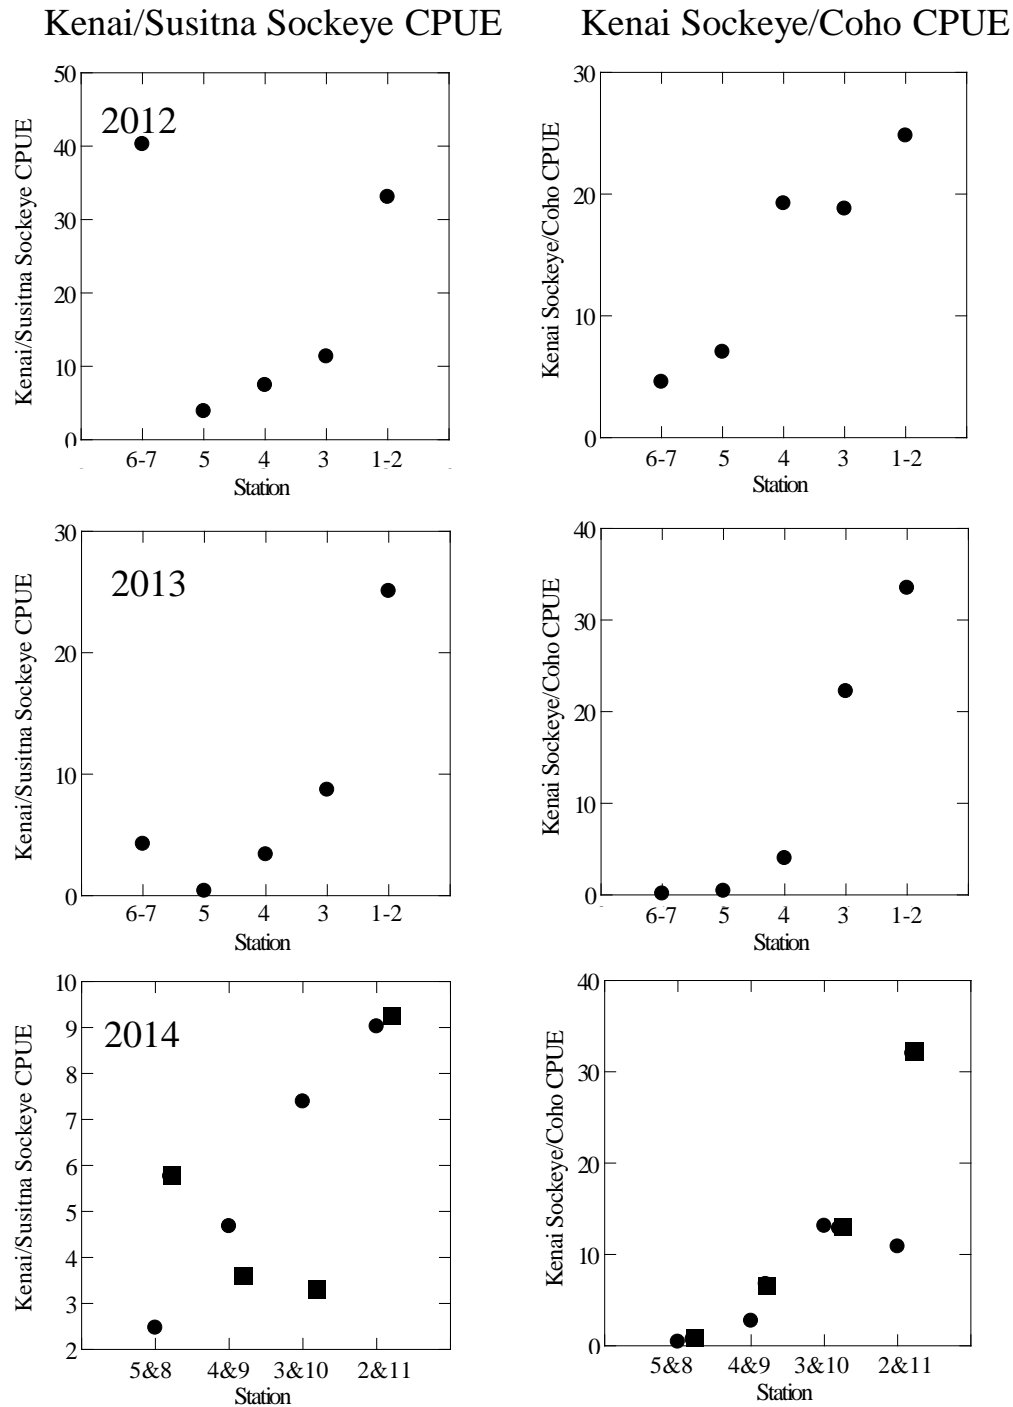 Kenai/Susitna Sockeye CPUE
Kenai Sockeye/Coho CPUE
2012
Kenai/Susitna Sockeye CPUE
50
40
30
20
10
0
6-7 5 4 3 1-2
Station
Kenai Sockeye/Coho CPUE
30
20
10
0
6-7 5 4 3 1-2
Station
2013
Kenai/Susitna Sockeye CPUE
30
20
10
0
6-7 5 4 3 1-2
Station
Kenai Sockeye/Coho CPUE
40
30
20
10
0
6-7 5 4 3 1-2
Station
2014
Kenai/Susitna Sockeye CPUE
10
9
8
7
6
5
4
3
2
5&8 4&9 3&10 2&11
Station
Kenai Sockeye/Coho CPUE
40
30
20
10
0
5&8 4&9 3&10 2&11
Station